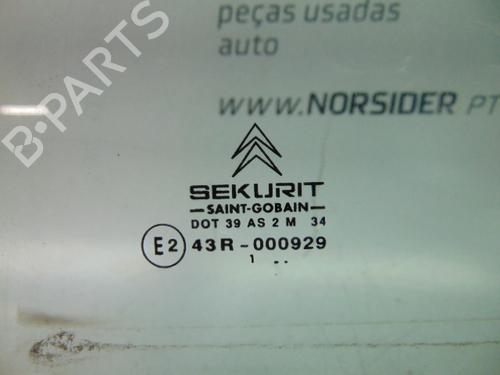 peças usadas
auto
www.NORSIDER PT
B-PARTS
SEKURIT
SAINT-GOBAIN
DOT 39 AS 2 M 34
E2 43R-000929
1 ..